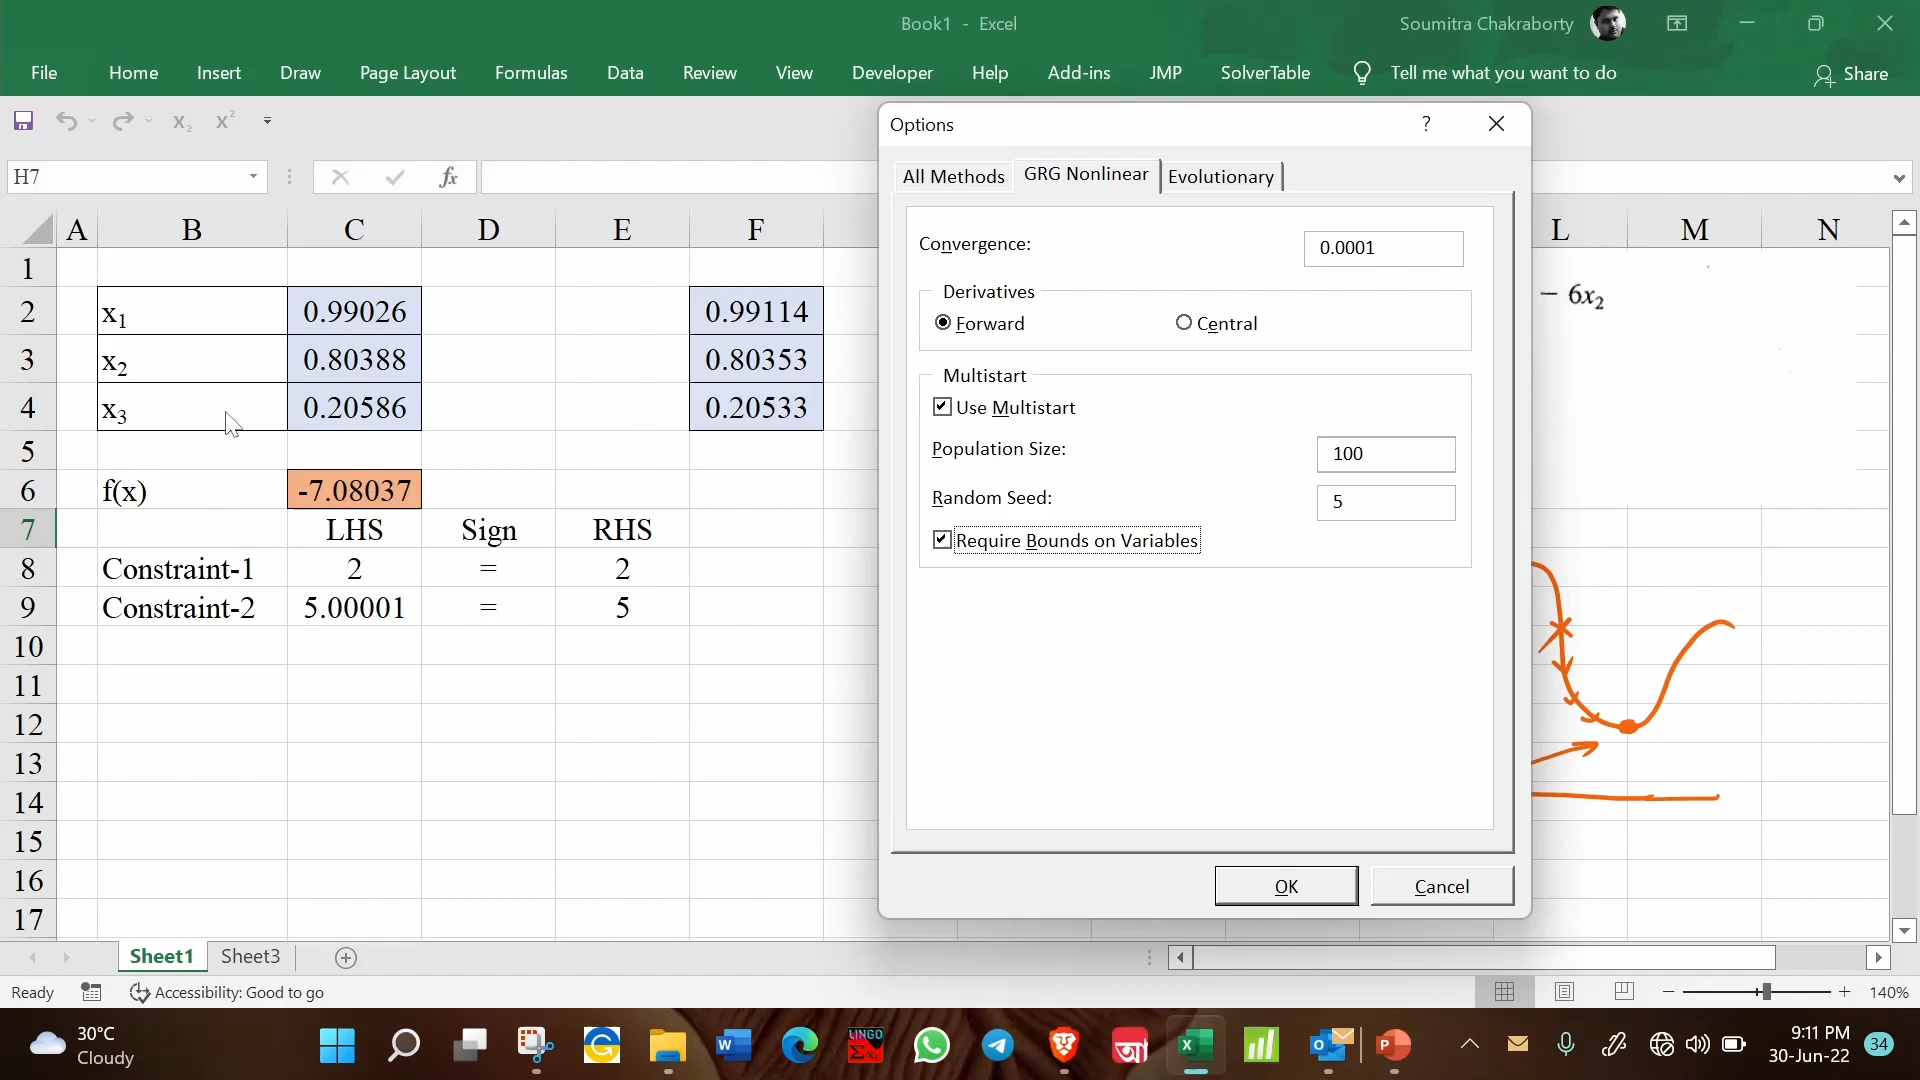 Book1 - Excel
Soumitra Chakraborty
File Home Insert Draw Page Layout Formulas Data Review View Developer Help Add-ins JMP SolverTable Tell me what you want to do Share
x₂ x²
H7 fx
A B C D E F L M N
1
2 x₁ 0.99026 0.99114
3 x₂ 0.80388 0.80353
4 x₃ 0.20586 0.20533
5
6 f(x) -7.08037
7 LHS Sign RHS
8 Constraint-1 2 = 2
9 Constraint-2 5.00001 = 5
10
11
12
13
14
15
16
17
− 6x₂
Options ?
All Methods GRG Nonlinear Evolutionary
Convergence: 0.0001
Derivatives
Forward Central
Multistart
Use Multistart
Population Size: 100
Random Seed: 5
Require Bounds on Variables
OK Cancel
Sheet1 Sheet3
Ready Accessibility: Good to go 140%
30°C
Cloudy
LINGO
W
আ
X
O
P
9:11 PM
30-Jun-22
34